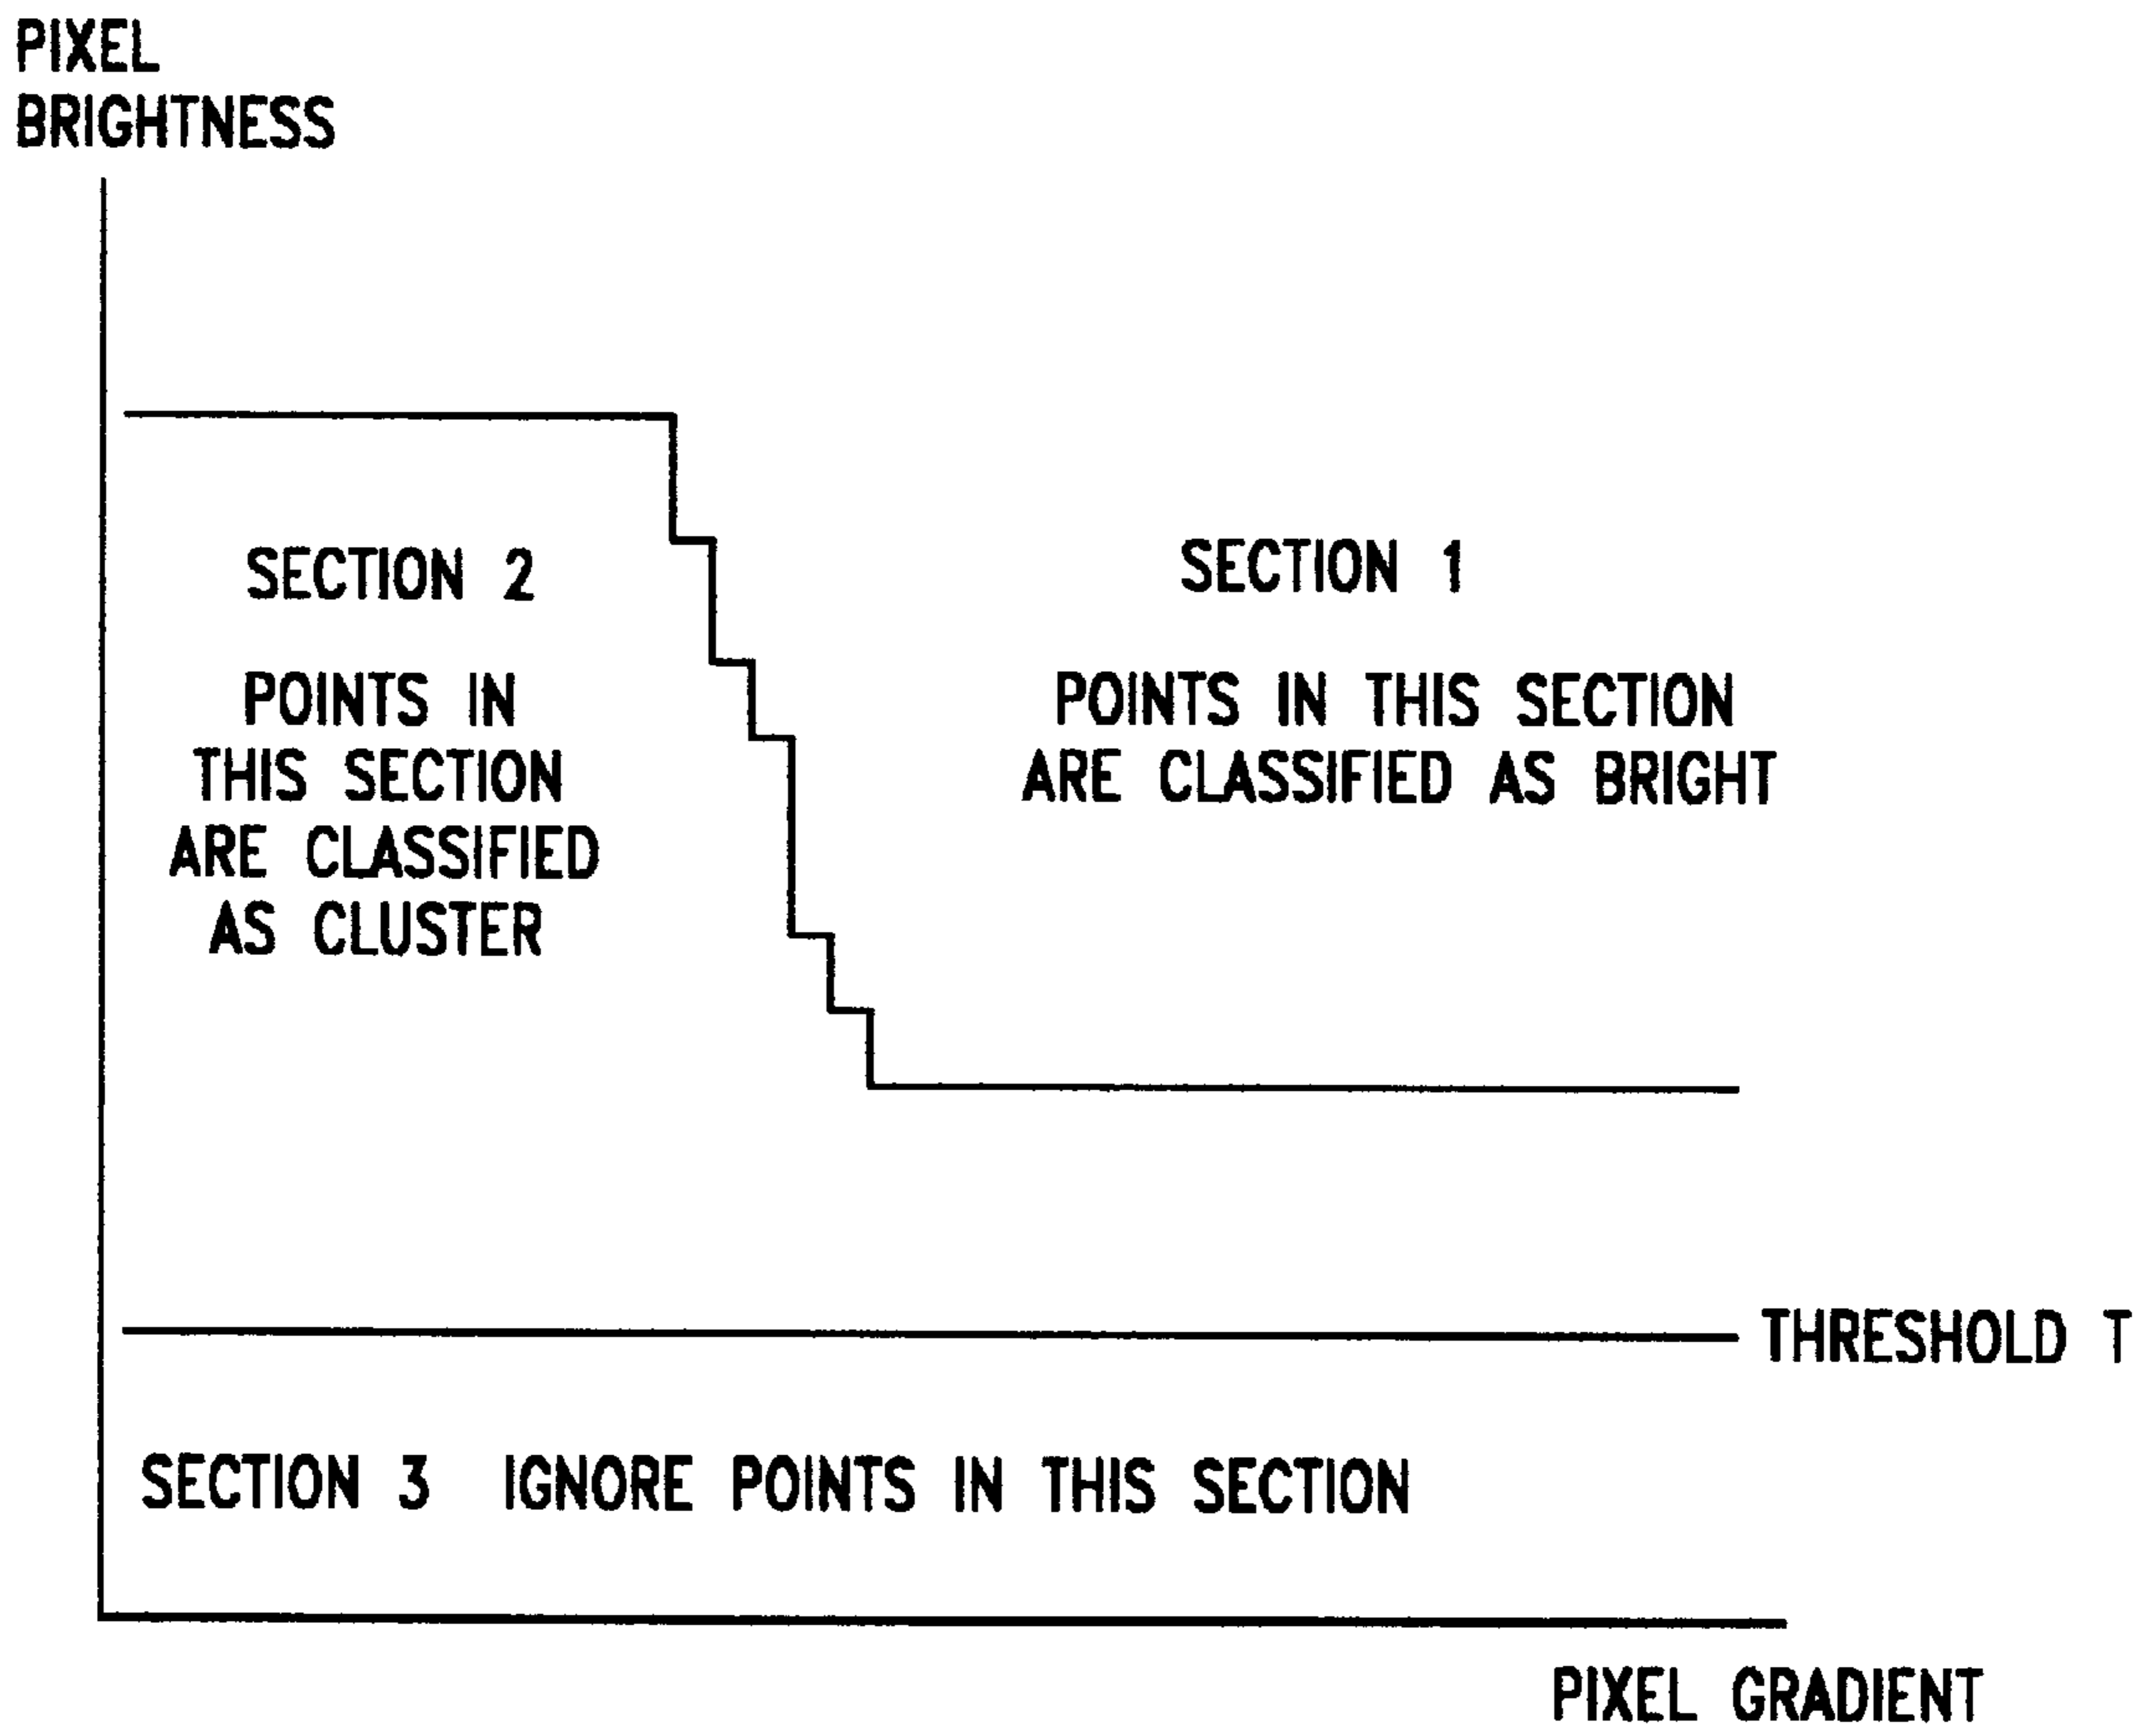 PIXEL
BRIGHTNESS
SECTION 2
POINTS IN
THIS SECTION
ARE CLASSIFIED
AS CLUSTER
SECTION 1
POINTS IN THIS SECTION
ARE CLASSIFIED AS BRIGHT
THRESHOLD T
SECTION 3 IGNORE POINTS IN THIS SECTION
PIXEL GRADIENT